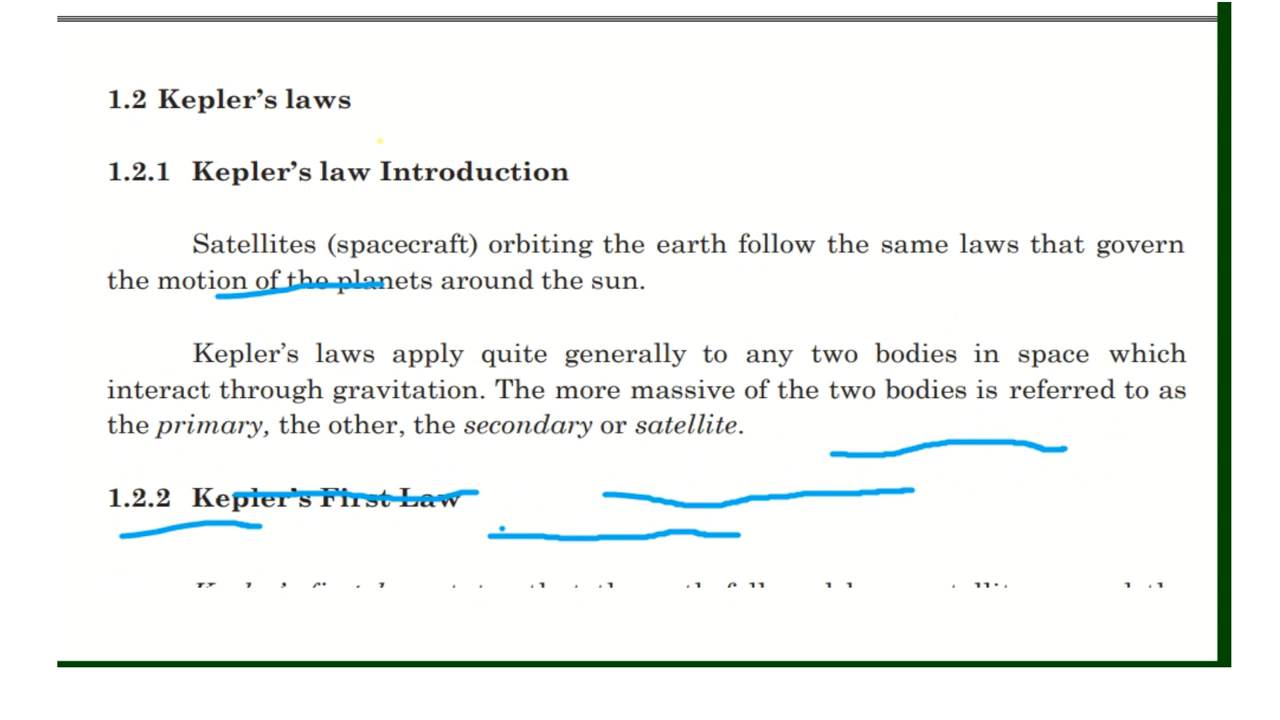 1.2 Kepler’s laws
1.2.1 Kepler’s law Introduction
Satellites (spacecraft) orbiting the earth follow the same laws that govern
the motion of the planets around the sun.
Kepler’s laws apply quite generally to any two bodies in space which
interact through gravitation. The more massive of the two bodies is referred to as
the primary, the other, the secondary or satellite.
1.2.2 Kepler’s First Law